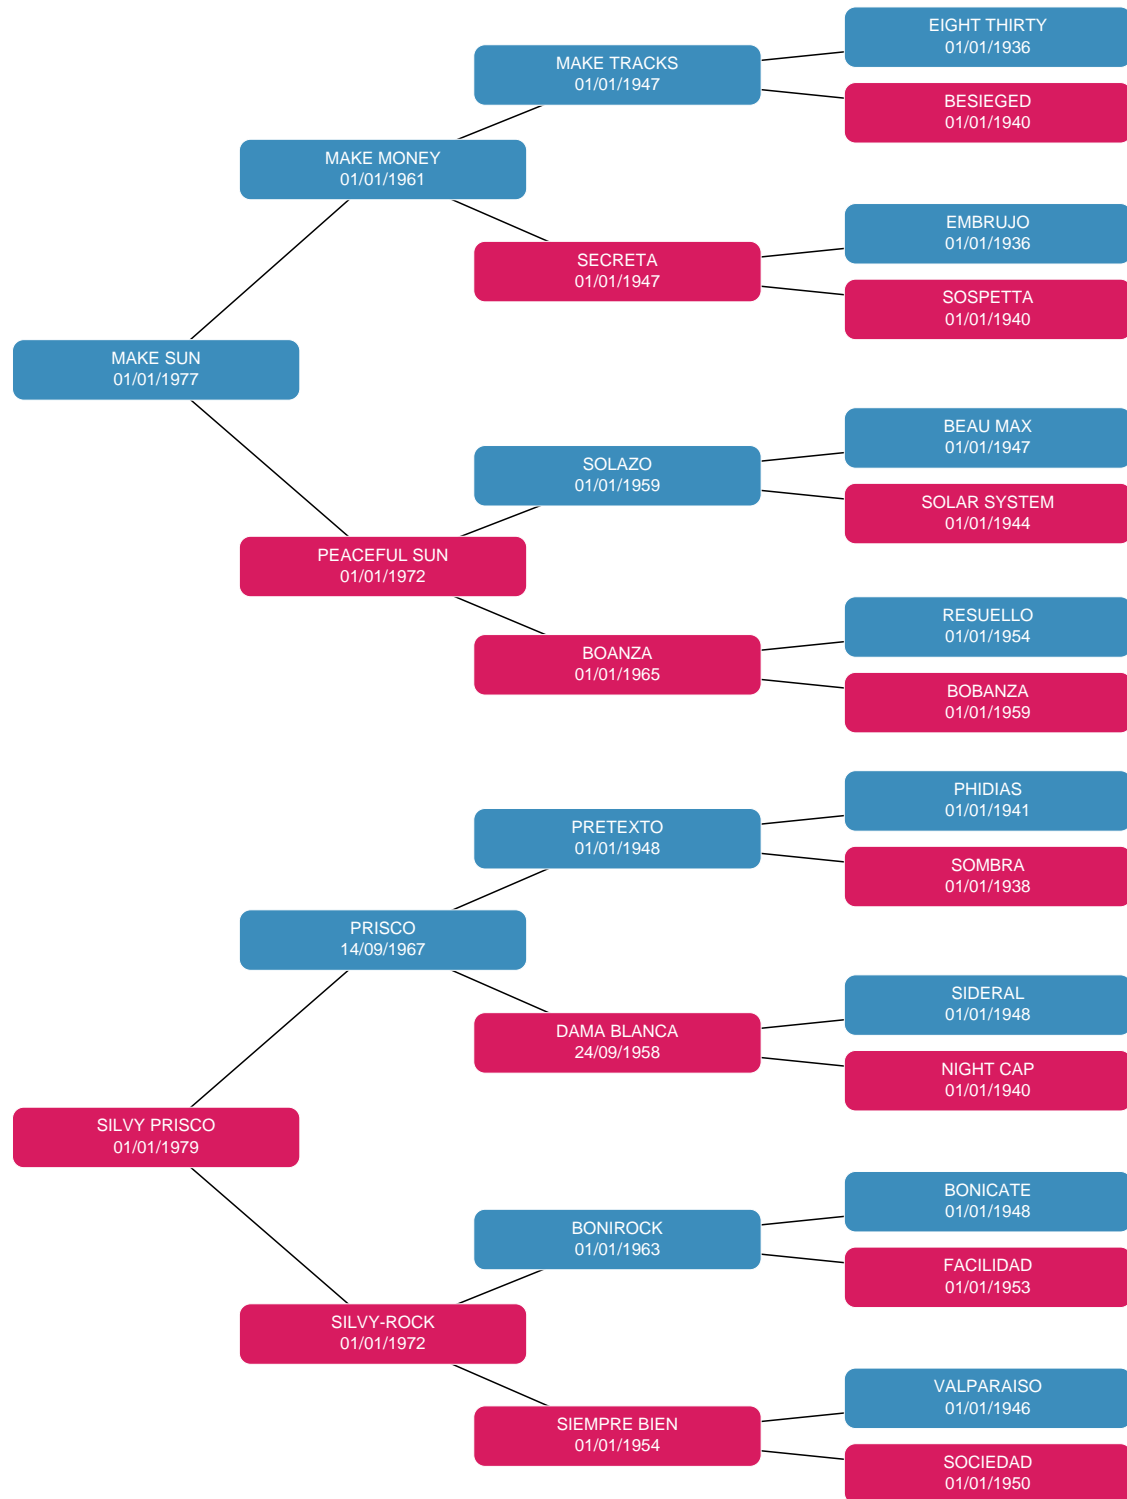 EIGHT THIRTY
01/01/1936
MAKE TRACKS
01/01/1947
BESIEGED
01/01/1940
MAKE MONEY
01/01/1961
EMBRUJO
01/01/1936
SECRETA
01/01/1947
SOSPETTA
01/01/1940
MAKE SUN
01/01/1977
BEAU MAX
01/01/1947
SOLAZO
01/01/1959
SOLAR SYSTEM
01/01/1944
PEACEFUL SUN
01/01/1972
RESUELLO
01/01/1954
BOANZA
01/01/1965
BOBANZA
01/01/1959
PHIDIAS
01/01/1941
PRETEXTO
01/01/1948
SOMBRA
01/01/1938
PRISCO
14/09/1967
SIDERAL
01/01/1948
DAMA BLANCA
24/09/1958
NIGHT CAP
01/01/1940
SILVY PRISCO
01/01/1979
BONICATE
01/01/1948
BONIROCK
01/01/1963
FACILIDAD
01/01/1953
SILVY-ROCK
01/01/1972
VALPARAISO
01/01/1946
SIEMPRE BIEN
01/01/1954
SOCIEDAD
01/01/1950